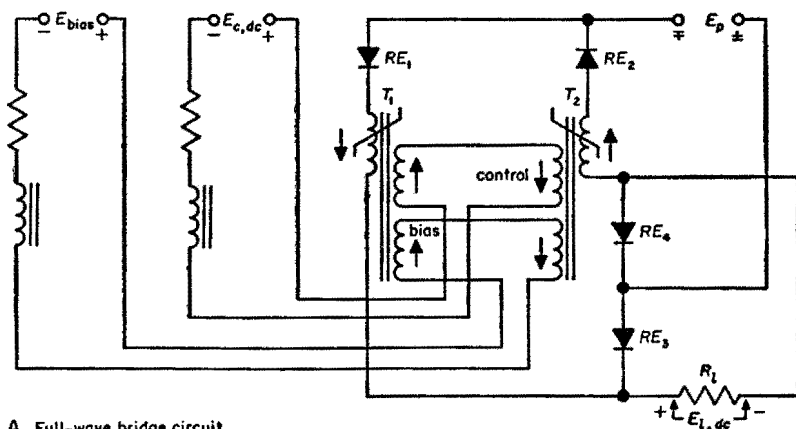 − E_bias +
− E_c,dc +
∓ E_p ±
RE₁
RE₂
T₁
T₂
control
bias
RE₄
RE₃
R_l
+ E_l,dc −
A. Full-wave bridge circuit